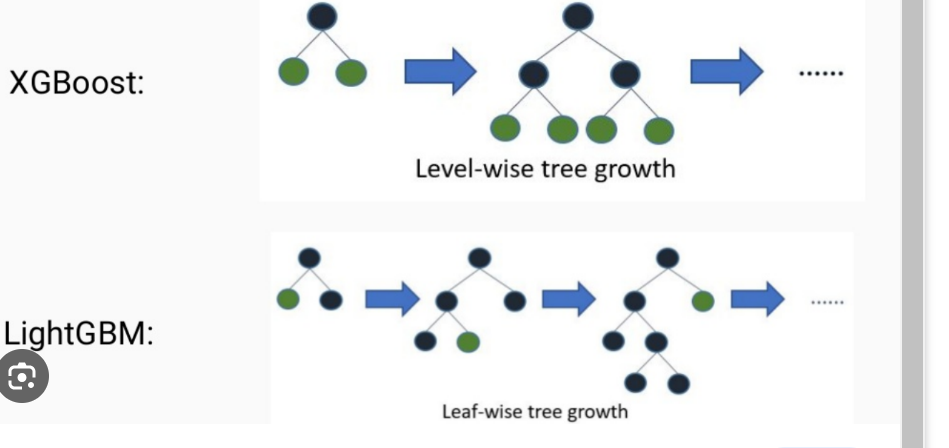 XGBoost:
......
Level-wise tree growth
LightGBM:
......
Leaf-wise tree growth